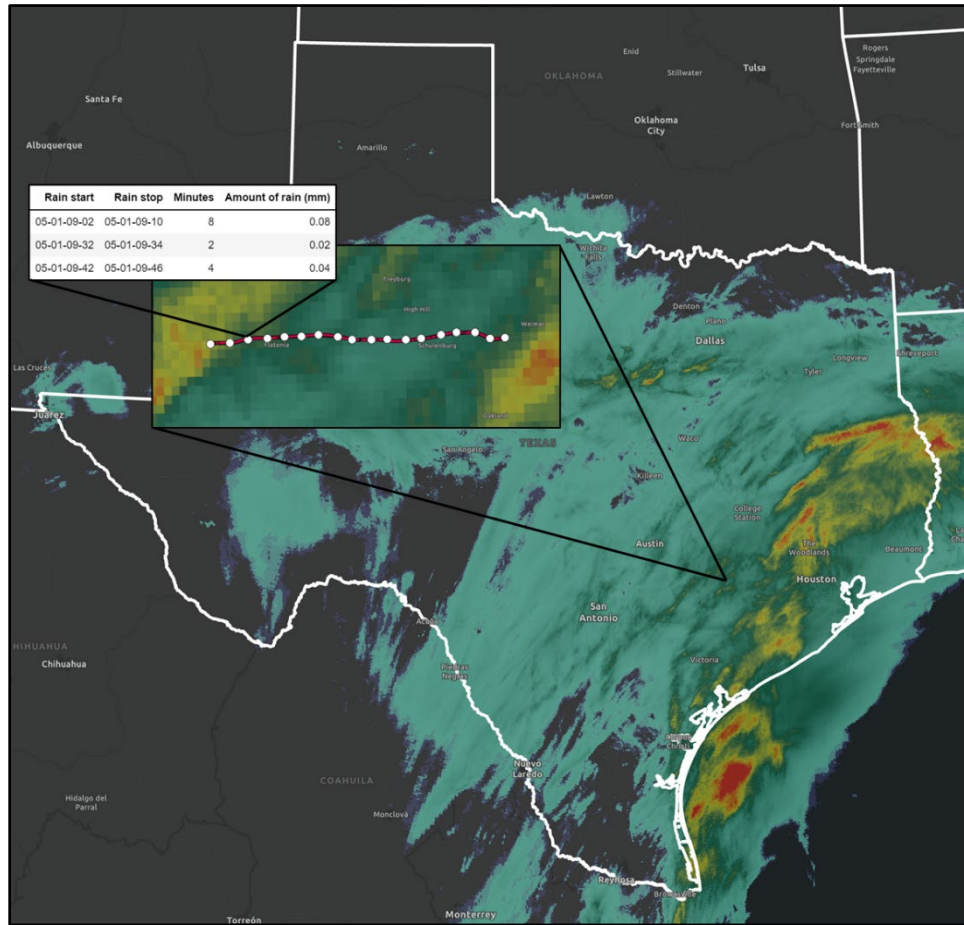 Rogers
Enid
Springdale
Tulsa
Fayetteville
OKLAHOMA
Stillwater
Santa Fe
Oklahoma
City
Fort Smith
Albuquerque
Amarillo
Rain start Rain stop Minutes Amount of rain (mm)
05-01-09-02 05-01-09-10 8 0.08
05-01-09-32 05-01-09-34 2 0.02
05-01-09-42 05-01-09-46 4 0.04
Lawton
Wichita
Falls
Freyburg
High Hill
Weimar
Flatonia
Schulenburg
Oakland
Denton
Plano
Dallas
Longview
Shreveport
Tyler
Las Cruces
Juárez
TEXAS
Waco
San Angelo
Killeen
College
Station
Austin
The
Woodlands
Beaumont
Houston
San
Antonio
Acuñas
HIHUAHUA
Chihuahua
Piedras
Negras
Victoria
Christi
Nuevo
Laredo
COAHUILA
Hidalgo del
Parral
Monclova
Reynosa
Brownsville
Monterrey
Torreón